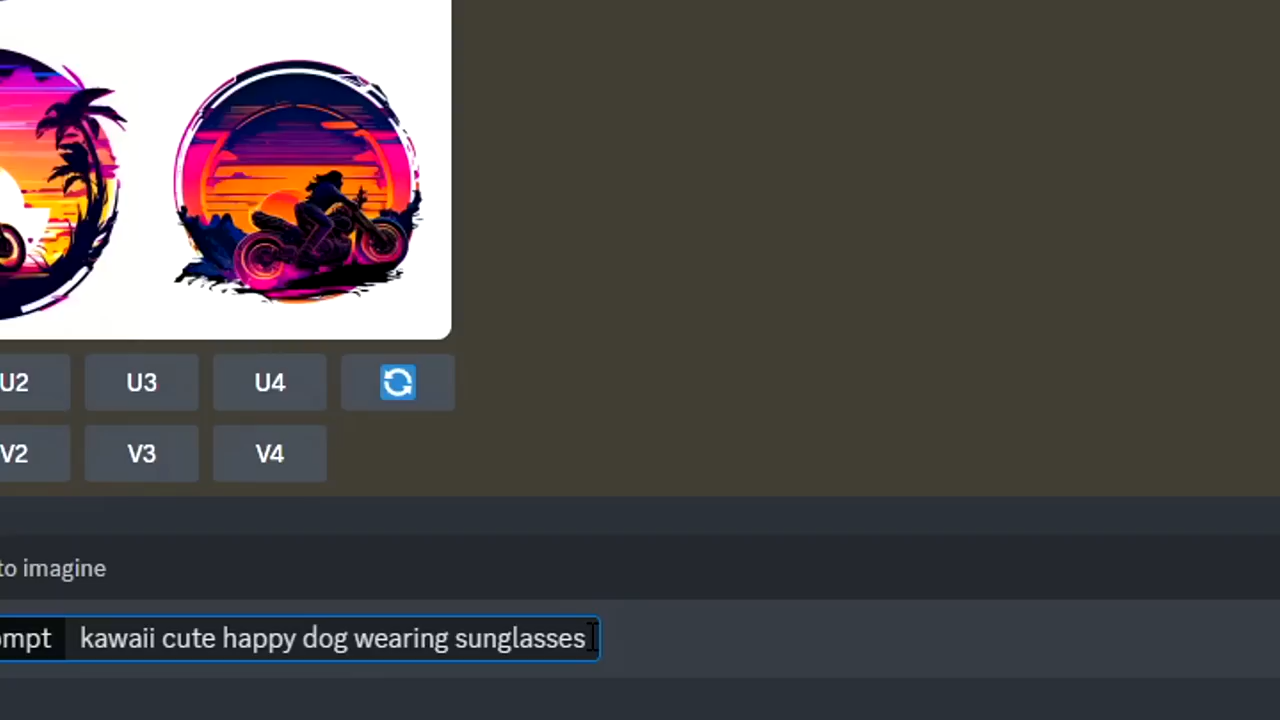 U2 U3 U4
V2 V3 V4
to imagine
ompt kawaii cute happy dog wearing sunglasses